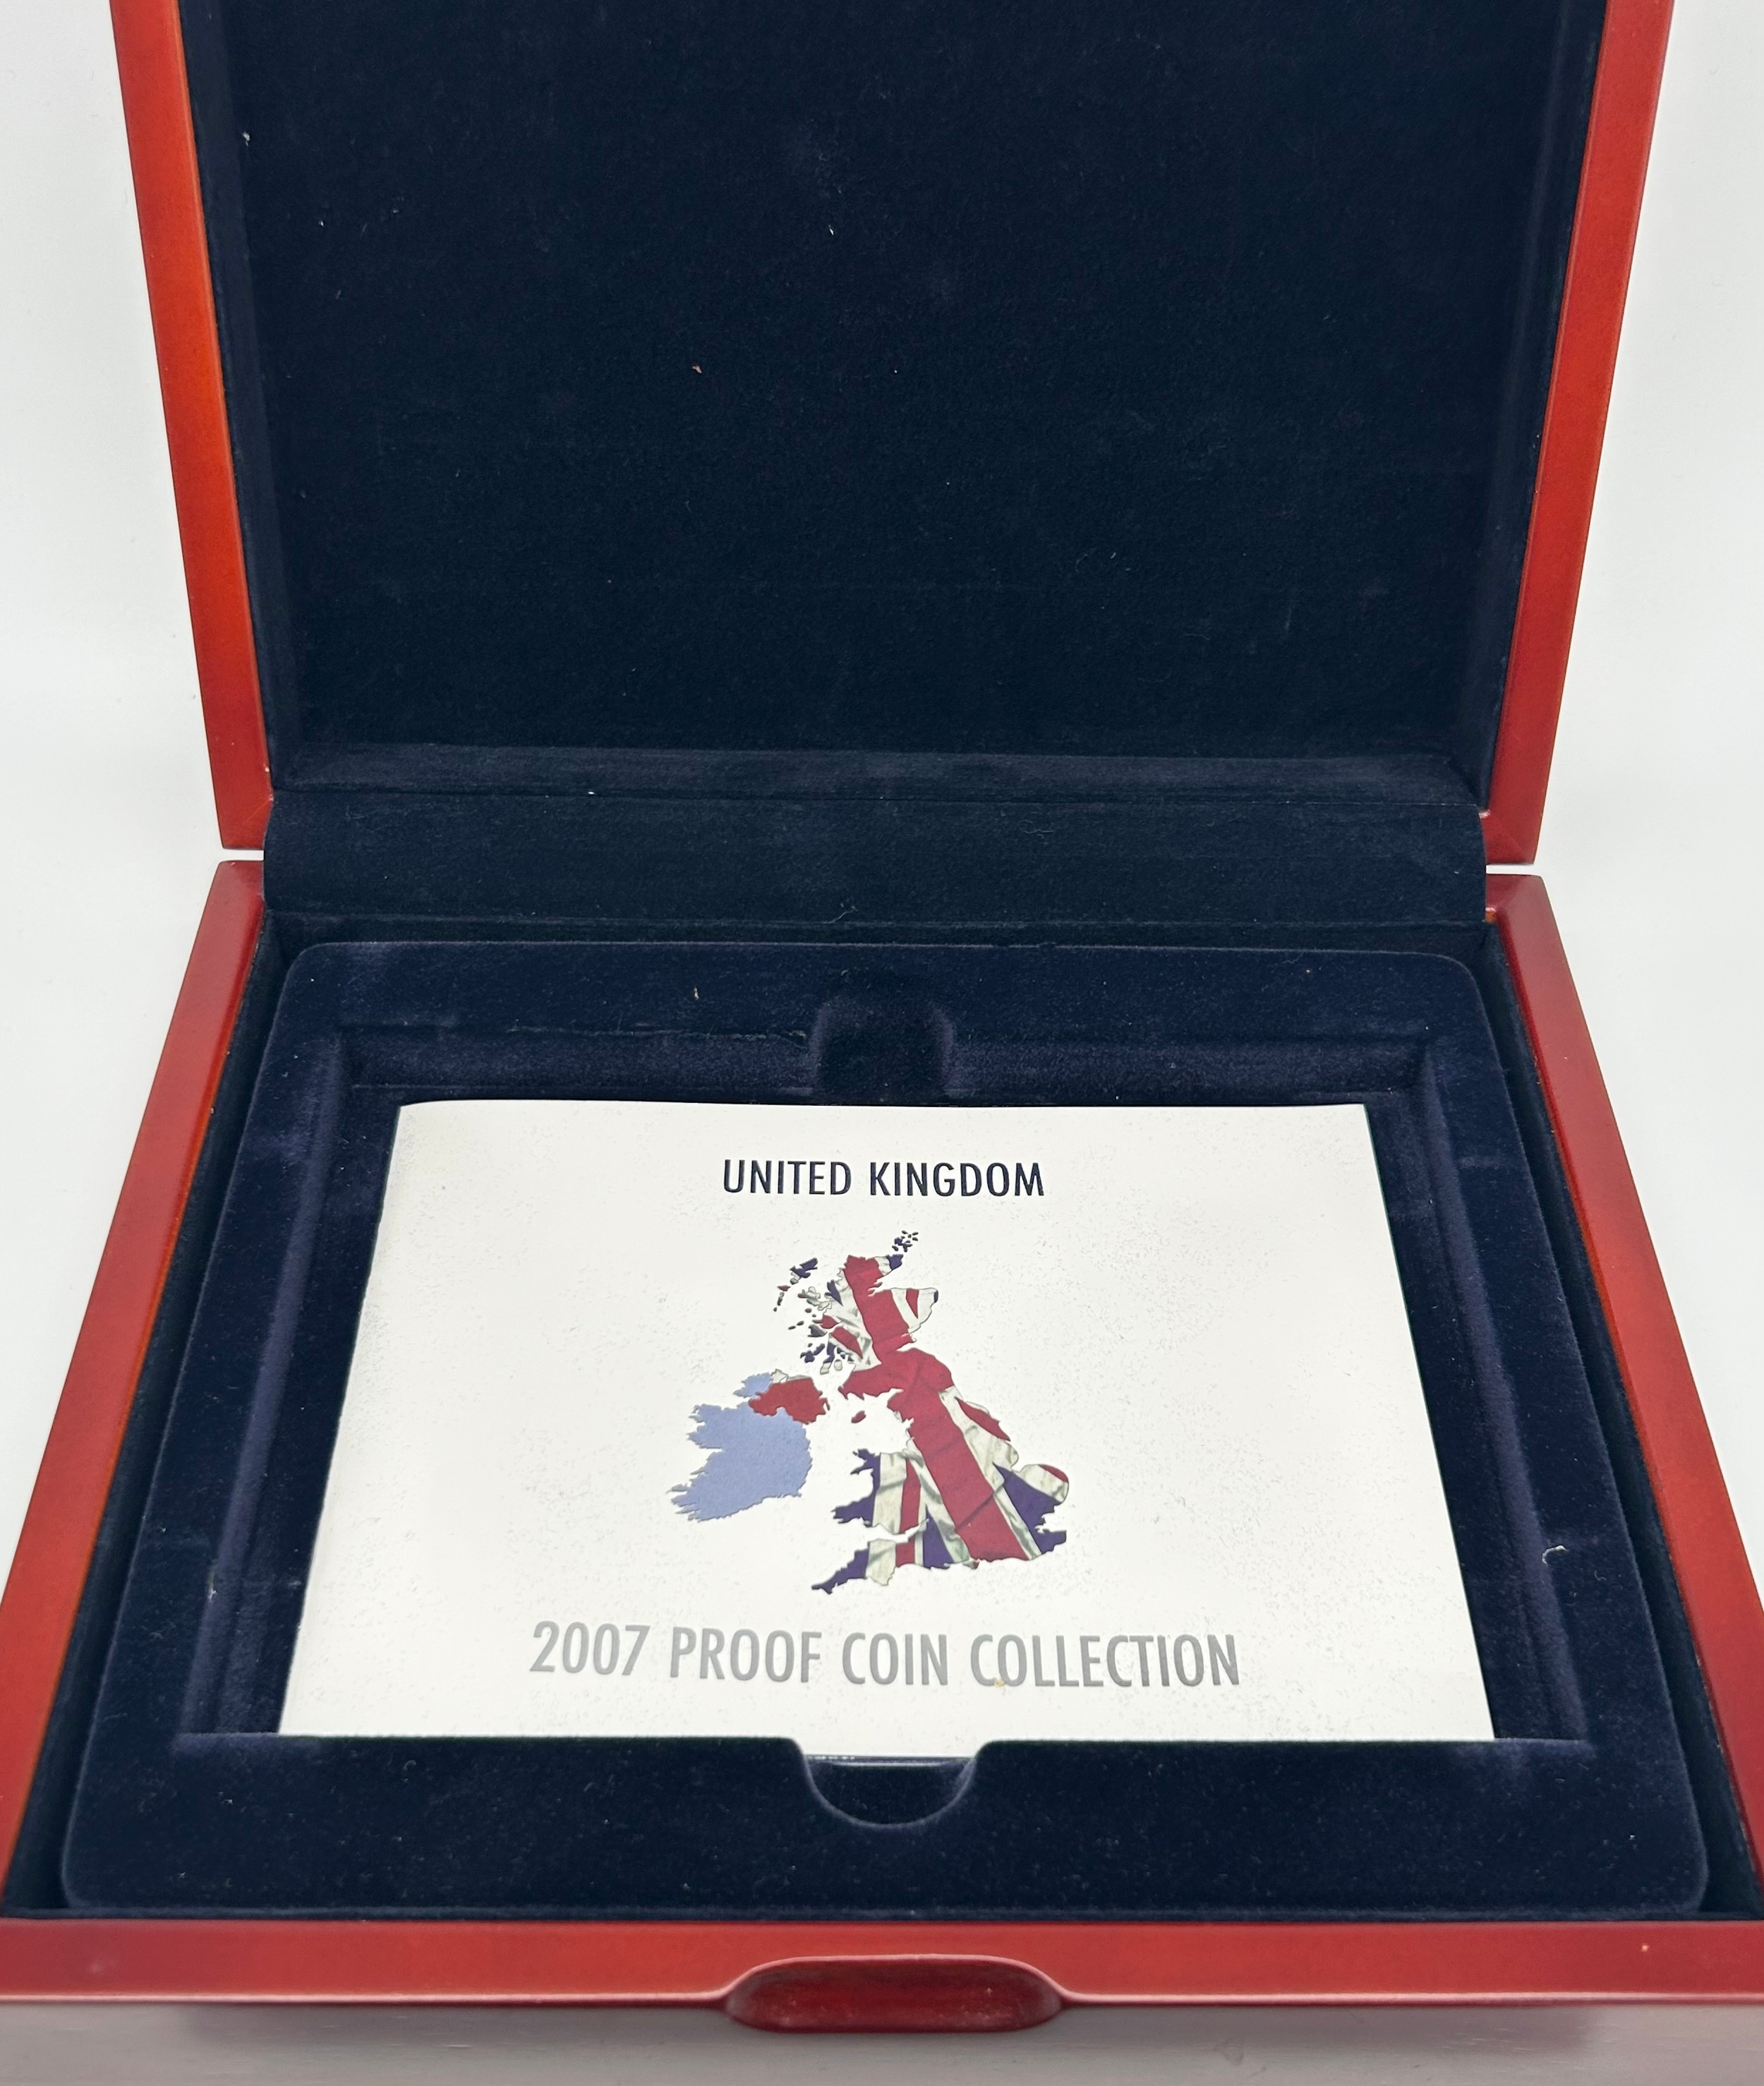 UNITED KINGDOM
2007 PROOF COIN COLLECTION